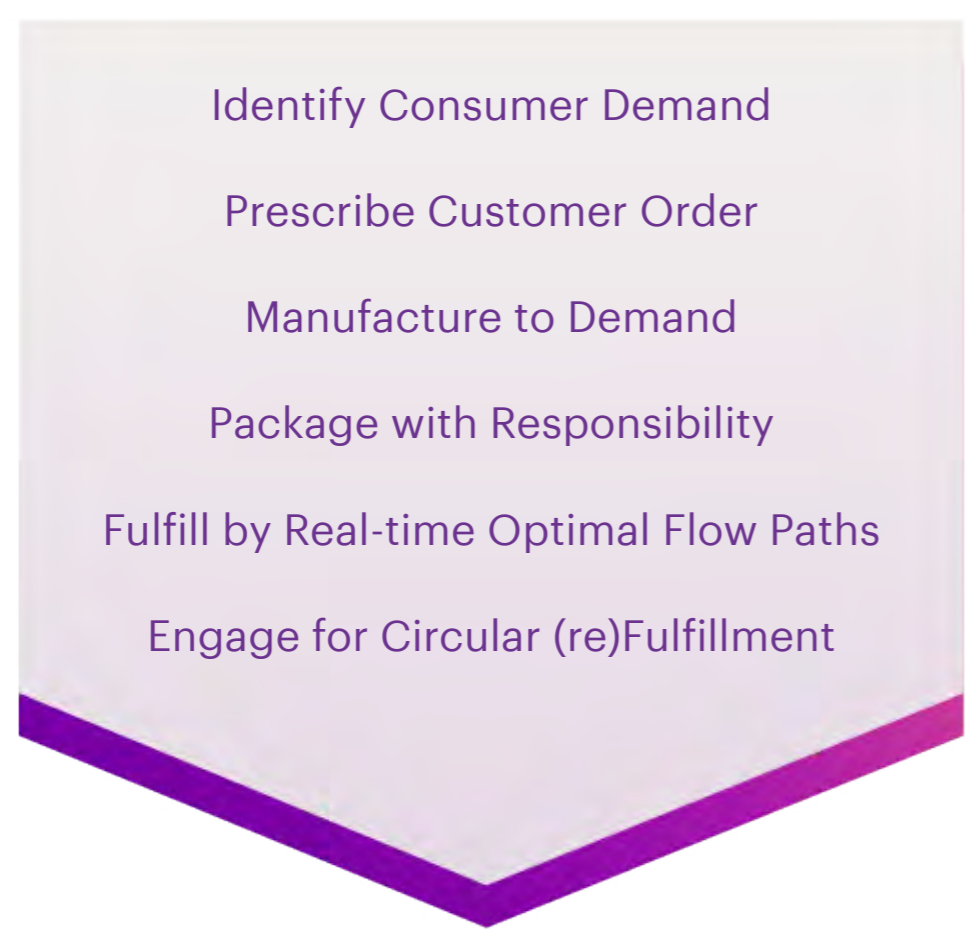 Identify Consumer Demand
Prescribe Customer Order
Manufacture to Demand
Package with Responsibility
Fulfill by Real-time Optimal Flow Paths
Engage for Circular (re)Fulfillment